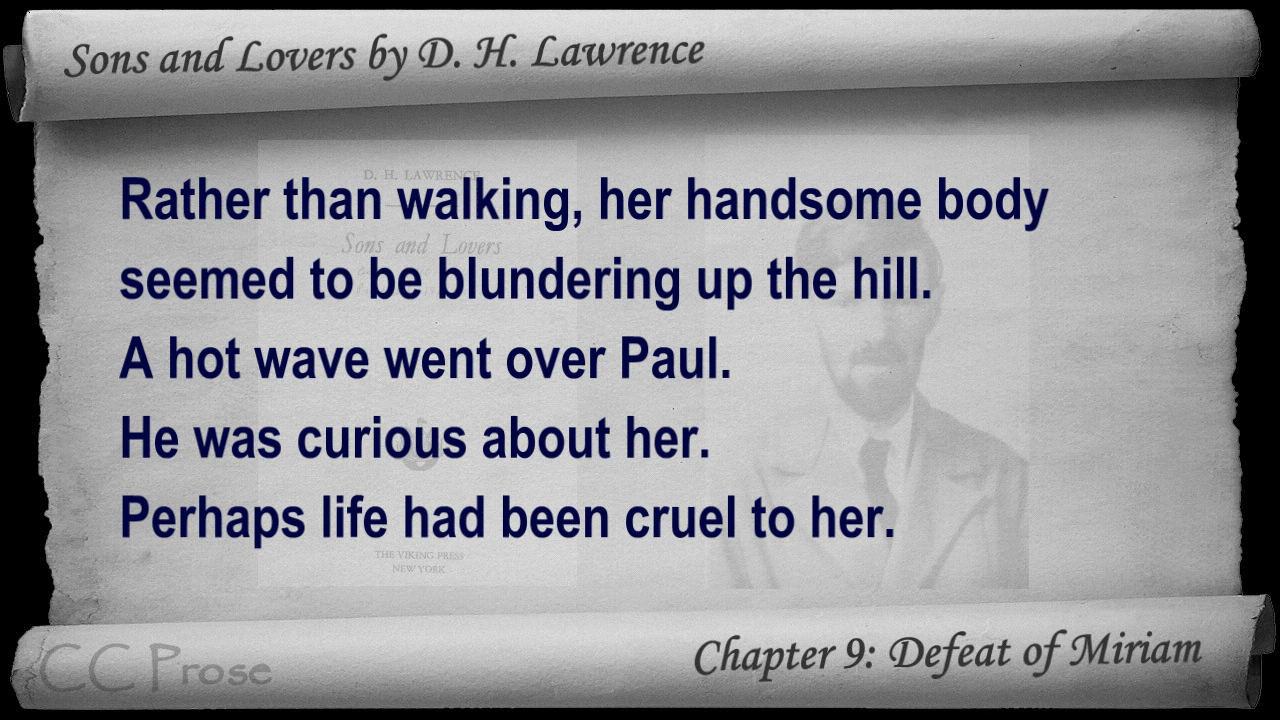 Sons and Lovers by D. H. Lawrence
D. H. LAWRENCE
Rather than walking, her handsome body
Sons and Lovers
seemed to be blundering up the hill.
A hot wave went over Paul.
He was curious about her.
Perhaps life had been cruel to her.
THE VIKING PRESS
NEW YORK
CC Prose
Chapter 9: Defeat of Miriam